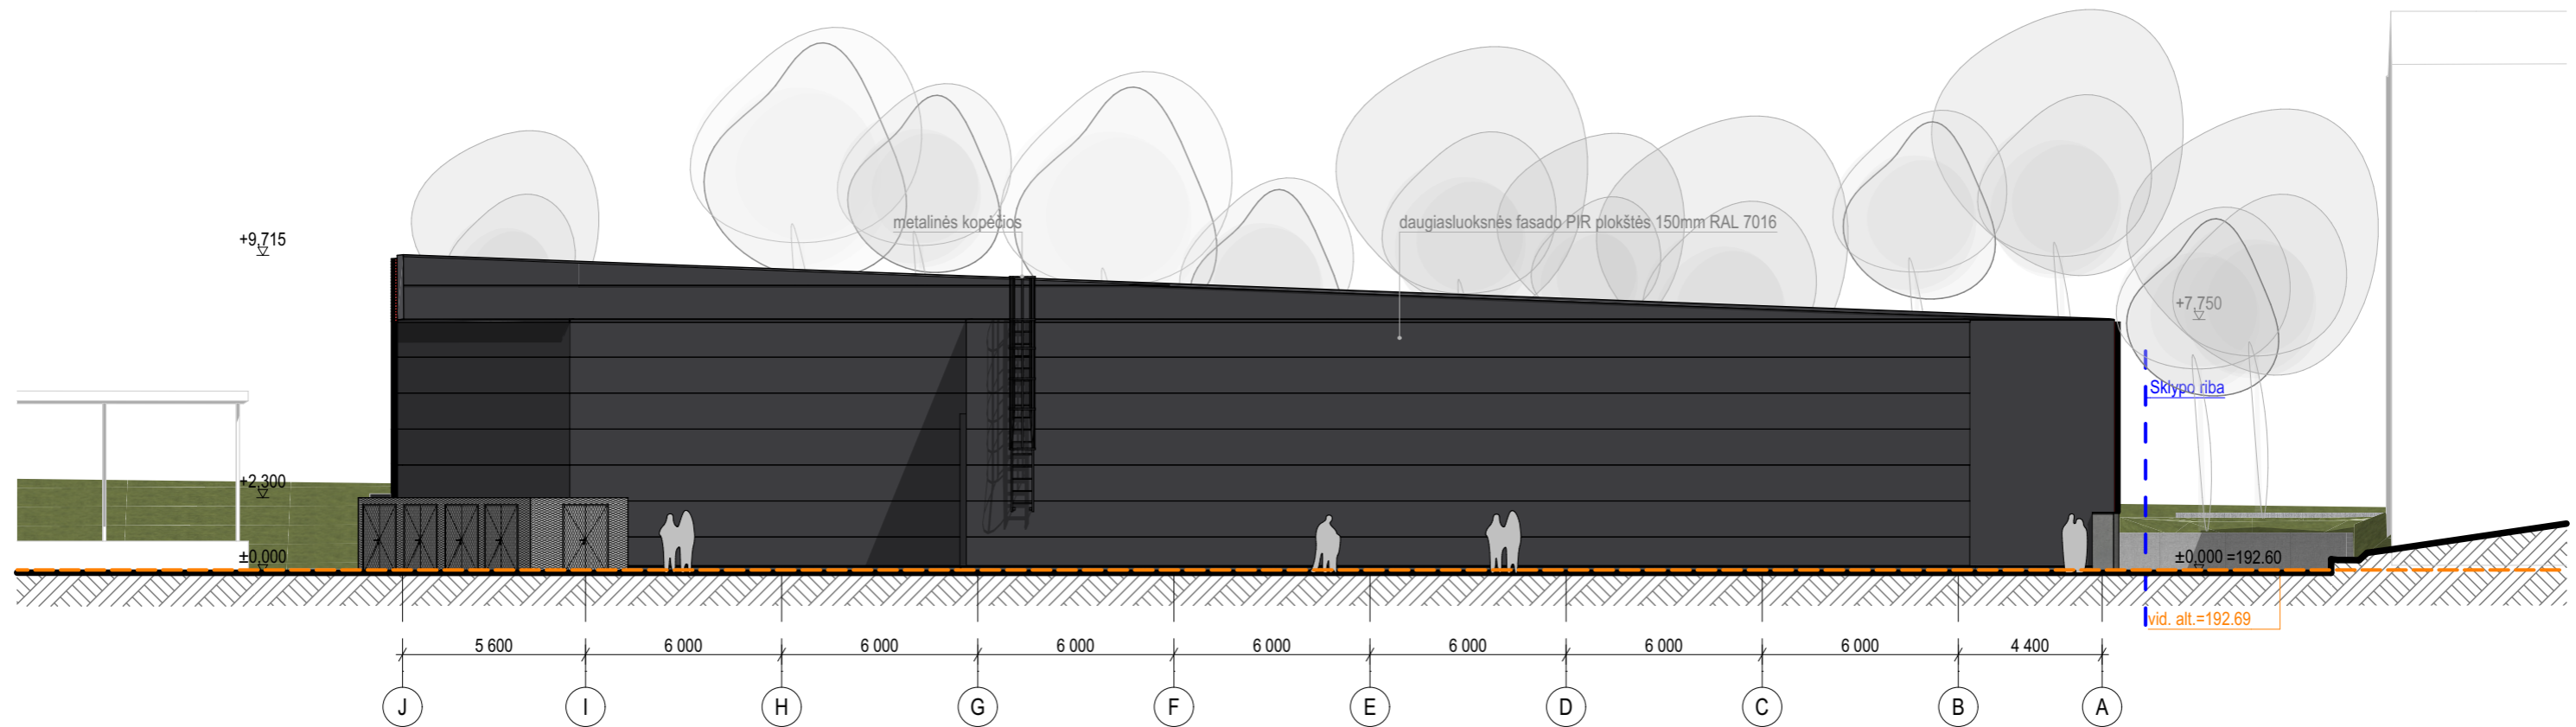 metalinės kopėčios
daugiasluoksnės fasado PIR plokštės 150mm RAL 7016
+9,715
+7,750
Sklypo riba
+2,300
±0,000
±0,000 =192.60
vid. alt.=192.69
5 600
6 000
6 000
6 000
6 000
6 000
6 000
6 000
4 400
J
I
H
G
F
E
D
C
B
A